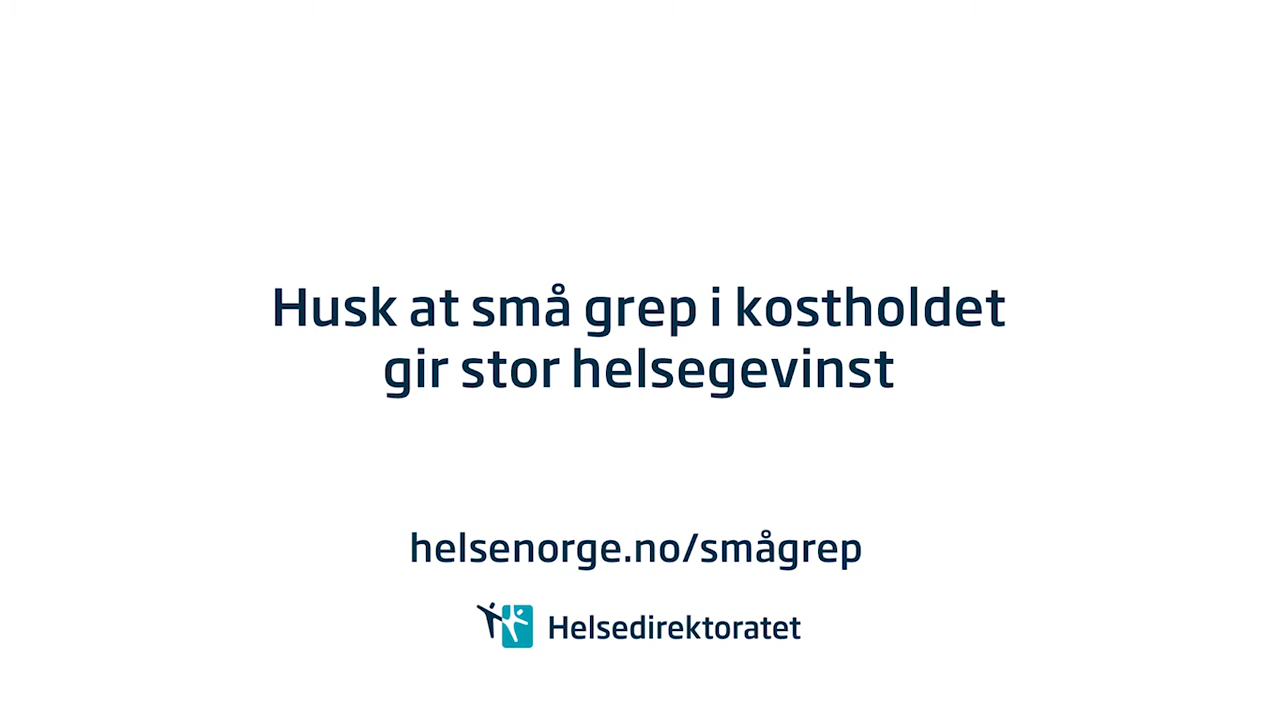 Husk at små grep i kostholdet
gir stor helsegevinst
helsenorge.no/smågrep
Helsedirektoratet